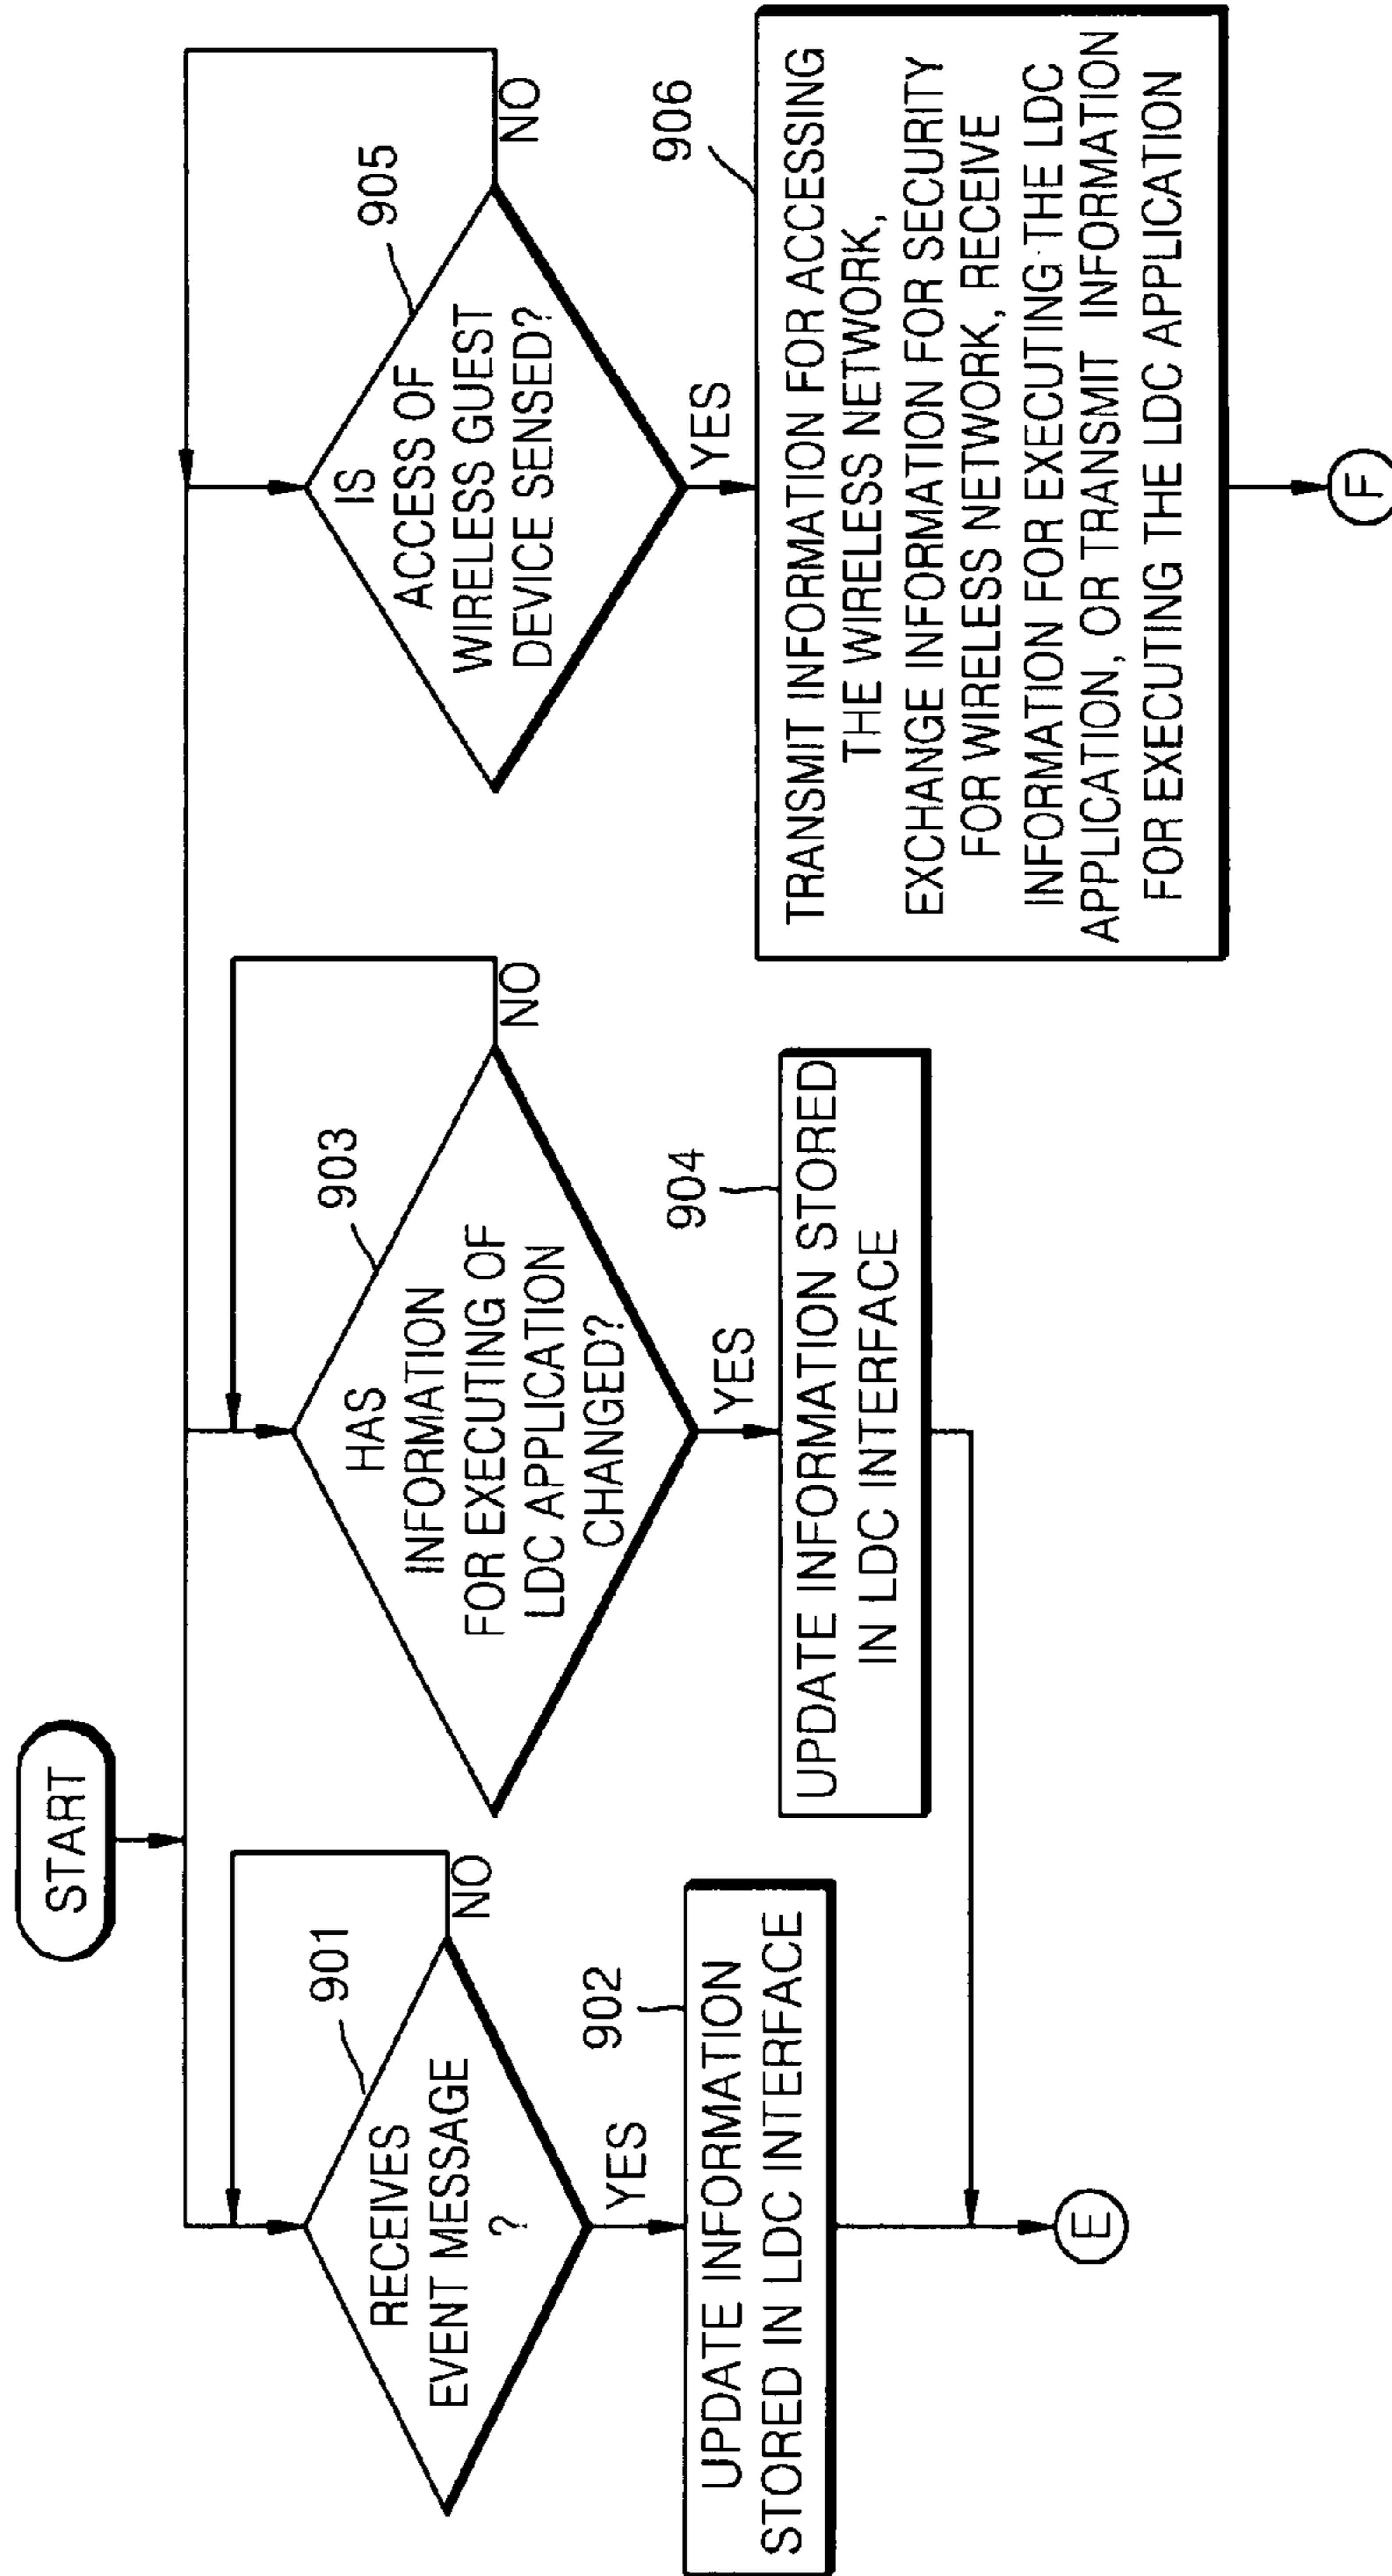 START
901
RECEIVES
EVENT MESSAGE
?
NO
YES
902
UPDATE INFORMATION
STORED IN LDC INTERFACE
903
HAS
INFORMATION
FOR EXECUTING OF
LDC APPLICATION
CHANGED?
NO
YES
904
UPDATE INFORMATION STORED
IN LDC INTERFACE
E
905
IS
ACCESS OF
WIRELESS GUEST
DEVICE SENSED?
NO
YES
906
TRANSMIT INFORMATION FOR ACCESSING
THE WIRELESS NETWORK,
EXCHANGE INFORMATION FOR SECURITY
FOR WIRELESS NETWORK, RECEIVE
INFORMATION FOR EXECUTING THE LDC
APPLICATION, OR TRANSMIT INFORMATION
FOR EXECUTING THE LDC APPLICATION
F